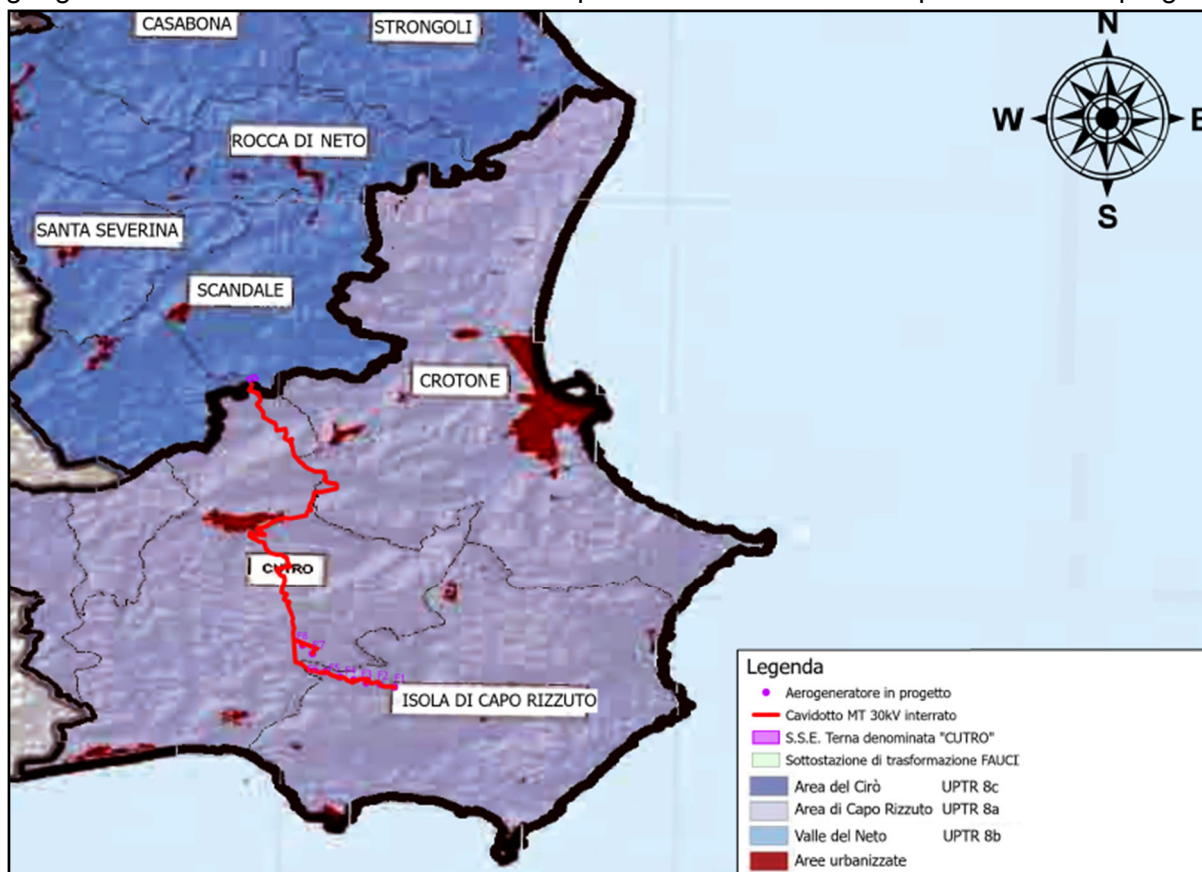 CASABONA
STRONGOLI
N
ROCCA DI NETO
W
E
S
SANTA SEVERINA
SCANDALE
CROTONE
CUTRO
ISOLA DI CAPO RIZZUTO
Legenda
Aerogeneratore in progetto
Cavidotto MT 30kV interrato
S.S.E. Terna denominata "CUTRO"
Sottostazione di trasformazione FAUCI
Area del Cirò UPTR 8c
Area di Capo Rizzuto UPTR 8a
Valle del Neto UPTR 8b
Aree urbanizzate